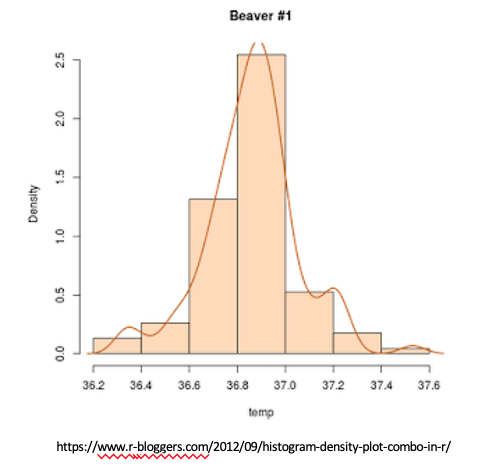 Beaver #1
2.5
2.0
1.5
1.0
0.5
0.0
Density
36.2 36.4 36.6 36.8 37.0 37.2 37.4 37.6
temp
https://www.r-bloggers.com/2012/09/histogram-density-plot-combo-in-r/